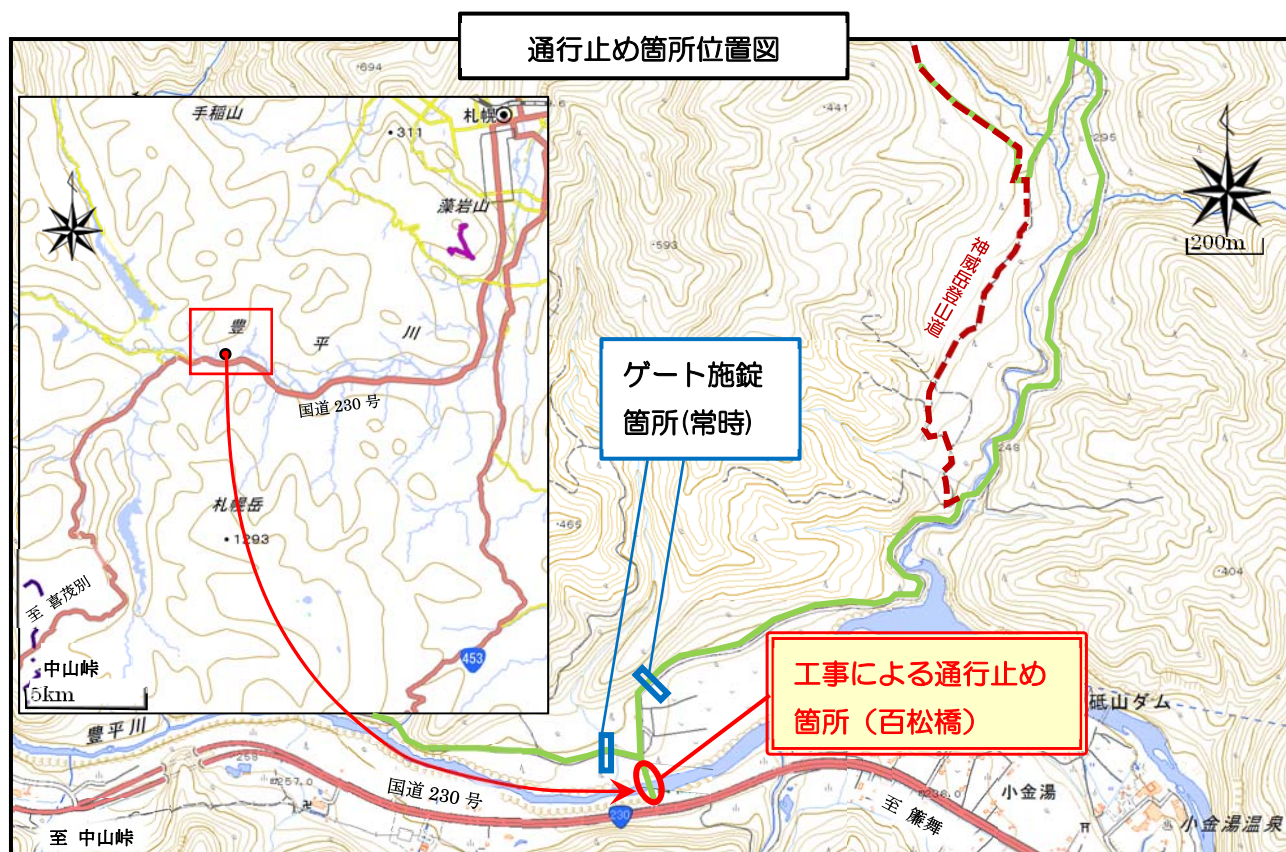 通行止め箇所位置図
・694
手稲山
札幌
・311
藻岩山
豊平川
国道 230 号
札幌岳
・1293
至 喜茂別
中山峠
5km
453
・441
295
200m
・593
神威岳登山道
ゲート施錠
箇所(常時)
248
・465
・404
工事による通行止め
箇所（百松橋）
砥山ダム
豊平川
258
257.0
国道 230 号
230
至 中山峠
至 簾舞
238.0
小金湯
小金湯温泉